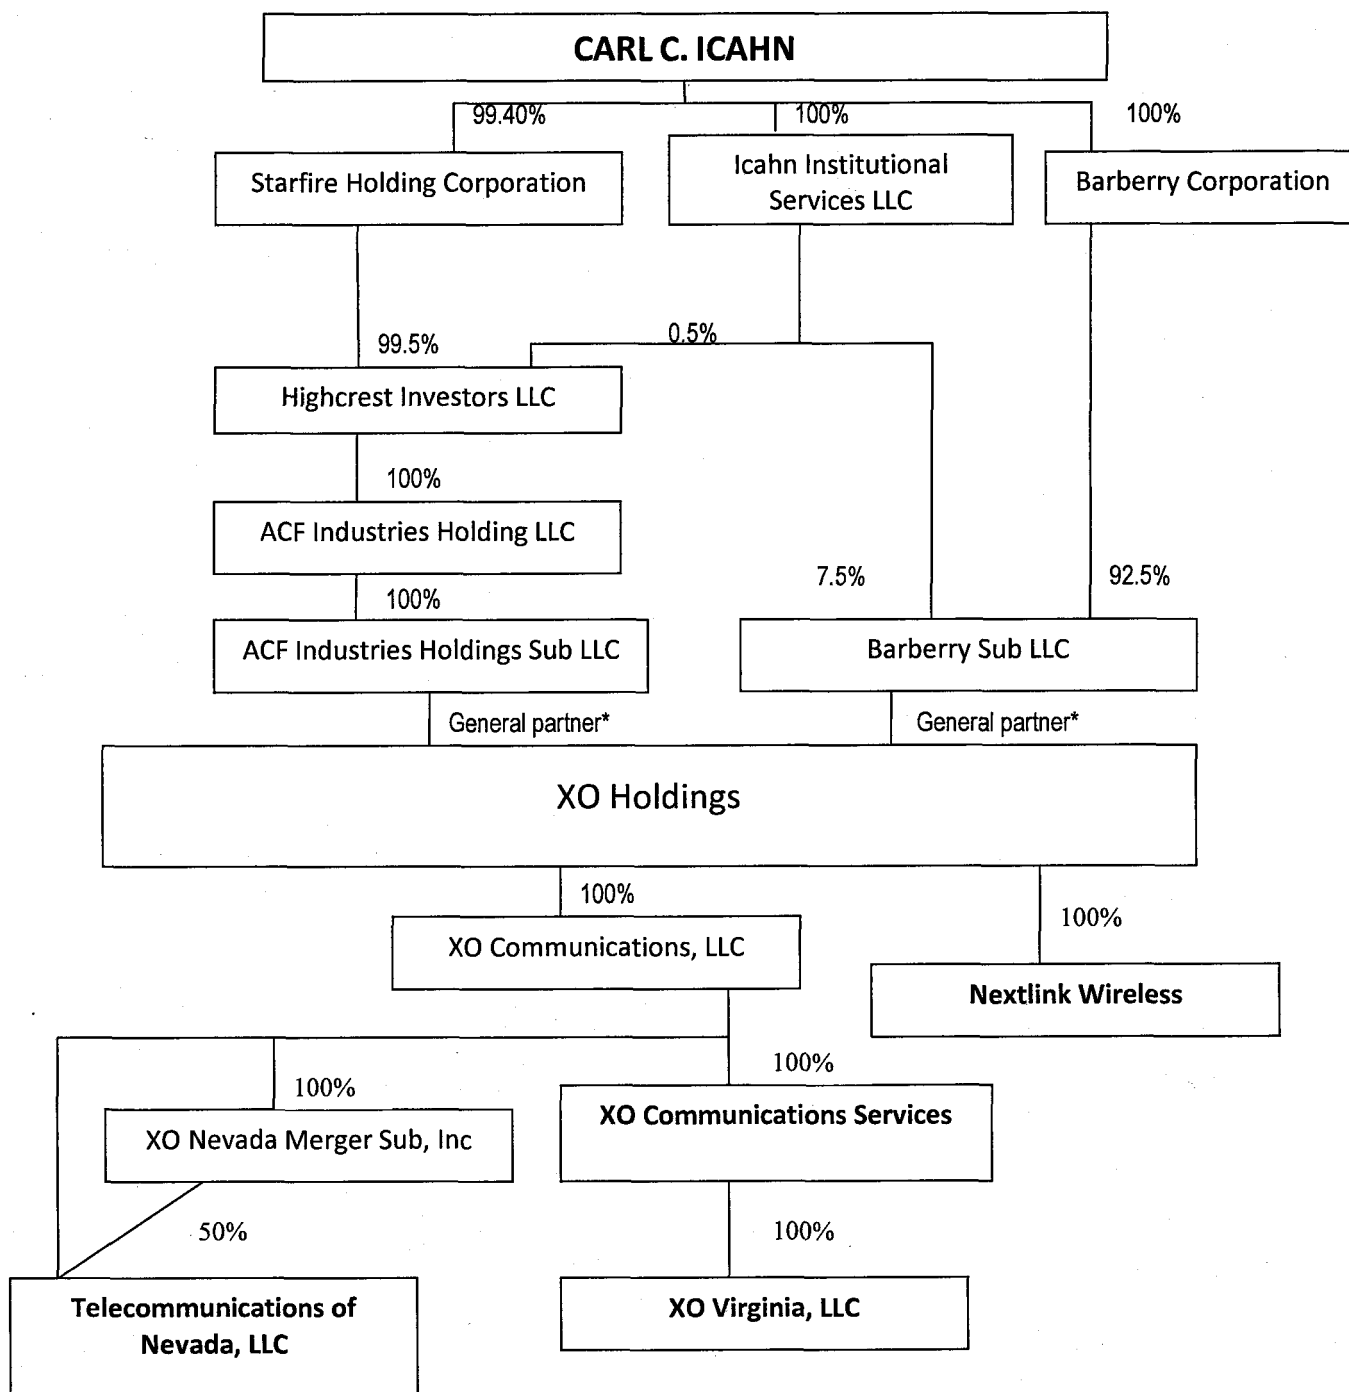 CARL C. ICAHN
99.40%
100%
100%
Starfire Holding Corporation
Icahn Institutional
Services LLC
Barberry Corporation
99.5%
0.5%
Highcrest Investors LLC
100%
ACF Industries Holding LLC
7.5%
92.5%
100%
ACF Industries Holdings Sub LLC
Barberry Sub LLC
General partner*
General partner*
XO Holdings
100%
100%
XO Communications, LLC
Nextlink Wireless
100%
100%
XO Nevada Merger Sub, Inc
XO Communications Services
50%
100%
Telecommunications of
Nevada, LLC
XO Virginia, LLC